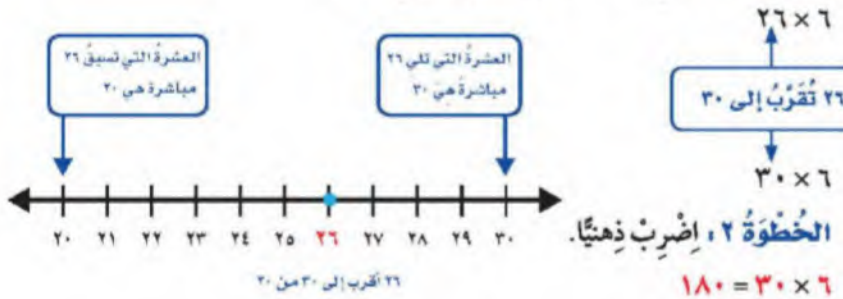 ٢٦ × ٦
٢٦ تُقَرَّبُ إلى ٣٠
٣٠ × ٦
العشرةُ التي تلي ٢٦
مباشرةً هيَ ٣٠
العشرةُ التي تسبقُ ٢٦
مباشرة هي ٢٠
٢٠ ٢١ ٢٢ ٢٣ ٢٤ ٢٥ ٢٦ ٢٧ ٢٨ ٢٩ ٣٠
٢٦ أقرب إلى ٣٠ من ٢٠
الخُطْوَةُ ٢ : اِضْرِبْ ذِهنيًّا.
٦ × ٣٠ = ١٨٠